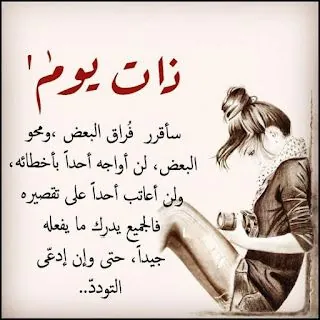 ذات يوم
سأقرر فُراق البعض ،ومحو
البعض، لن أواجه أحداً بأخطائه،
ولن أعاتب أحداً على تقصيره
فالجميع يدرك ما يفعله
جيداً، حتى وإن إدعّى
التوددّ..